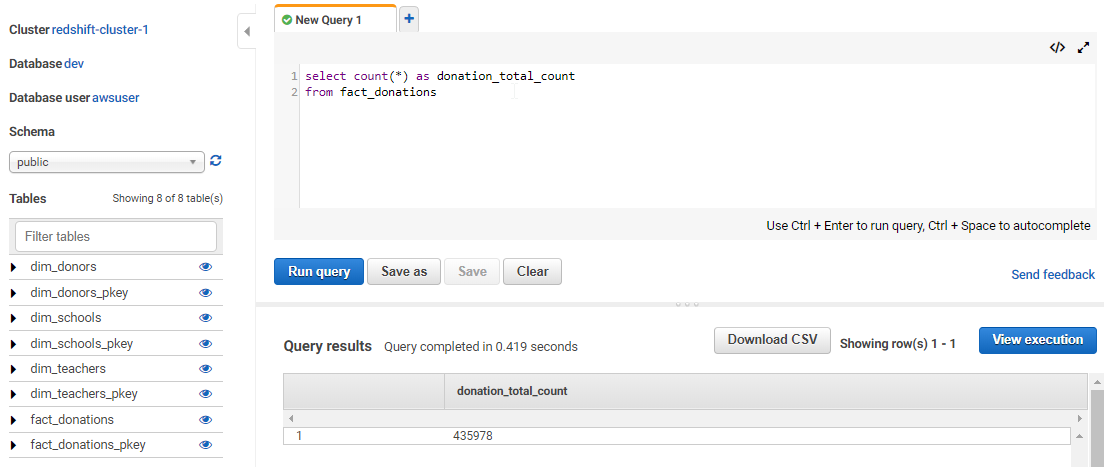 Cluster redshift-cluster-1
Database dev
Database user awsuser
Schema
public
Tables Showing 8 of 8 table(s)
Filter tables
dim_donors
dim_donors_pkey
dim_schools
dim_schools_pkey
dim_teachers
dim_teachers_pkey
fact_donations
fact_donations_pkey
New Query 1 +
</>
1 select count(*) as donation_total_count
2 from fact_donations
Use Ctrl + Enter to run query, Ctrl + Space to autocomplete
Run query Save as Save Clear
Send feedback
Query results Query completed in 0.419 seconds Download CSV Showing row(s) 1 - 1 View execution
donation_total_count
1 435978